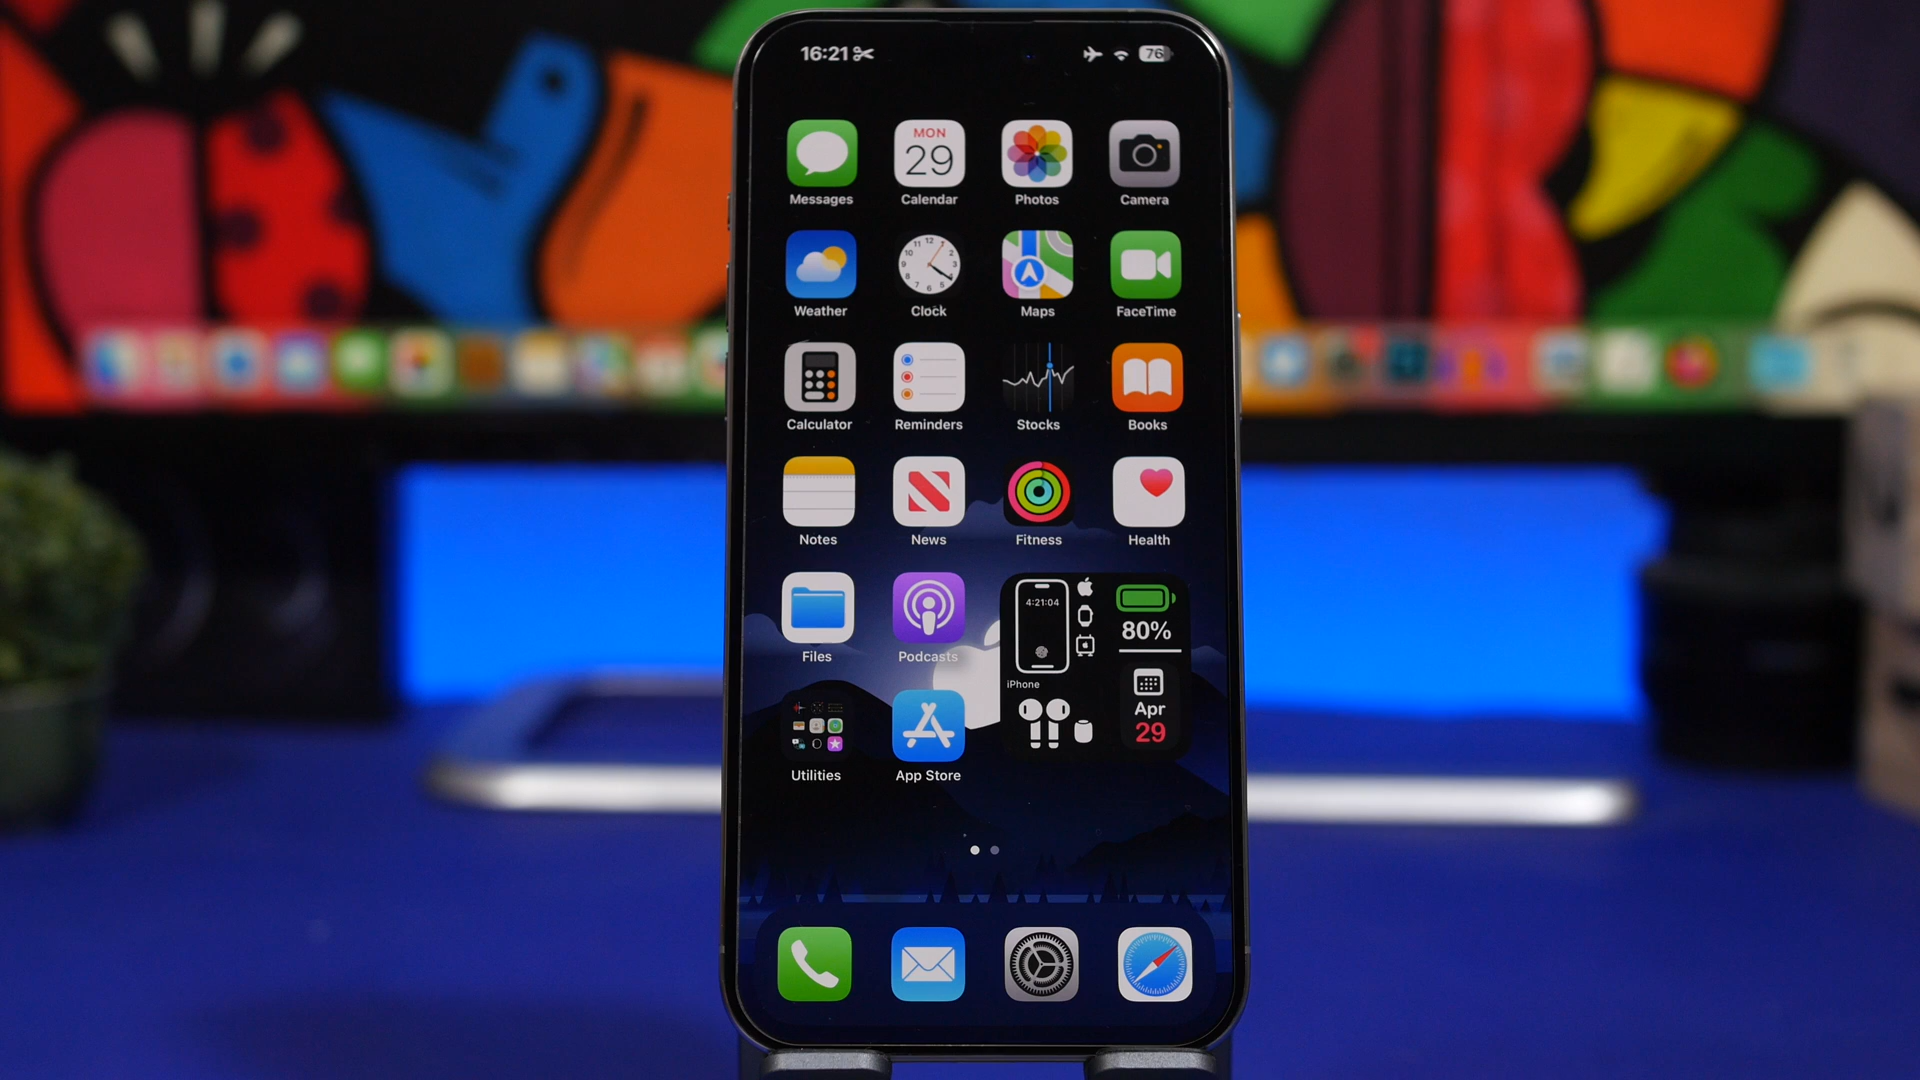 16:21 76
MON
29
Messages Calendar Photos Camera
Weather Clock Maps FaceTime
Calculator Reminders Stocks Books
Notes News Fitness Health
4:21:04
80%
Files Podcasts
iPhone
Apr
29
Utilities App Store